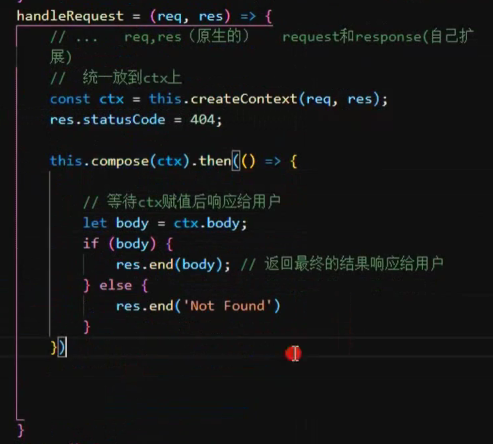 }
handleRequest = (req, res) => {
// ... req,res（原生的） request和response(自己扩
展)
// 统一放到ctx上
const ctx = this.createContext(req, res);
res.statusCode = 404;
this.compose(ctx).then(() => {
// 等待ctx赋值后响应给用户
let body = ctx.body;
if (body) {
res.end(body); // 返回最终的结果响应给用户
} else {
res.end('Not Found')
}
})
}